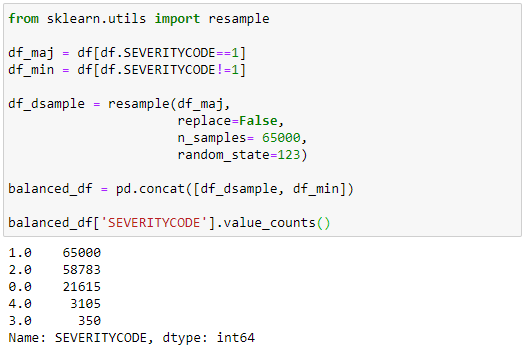 from sklearn.utils import resample
df_maj = df[df.SEVERITYCODE==1]
df_min = df[df.SEVERITYCODE!=1]
df_dsample = resample(df_maj,
replace=False,
n_samples= 65000,
random_state=123)
balanced_df = pd.concat([df_dsample, df_min])
balanced_df['SEVERITYCODE'].value_counts()
1.0    65000
2.0    58783
0.0    21615
4.0     3105
3.0      350
Name: SEVERITYCODE, dtype: int64